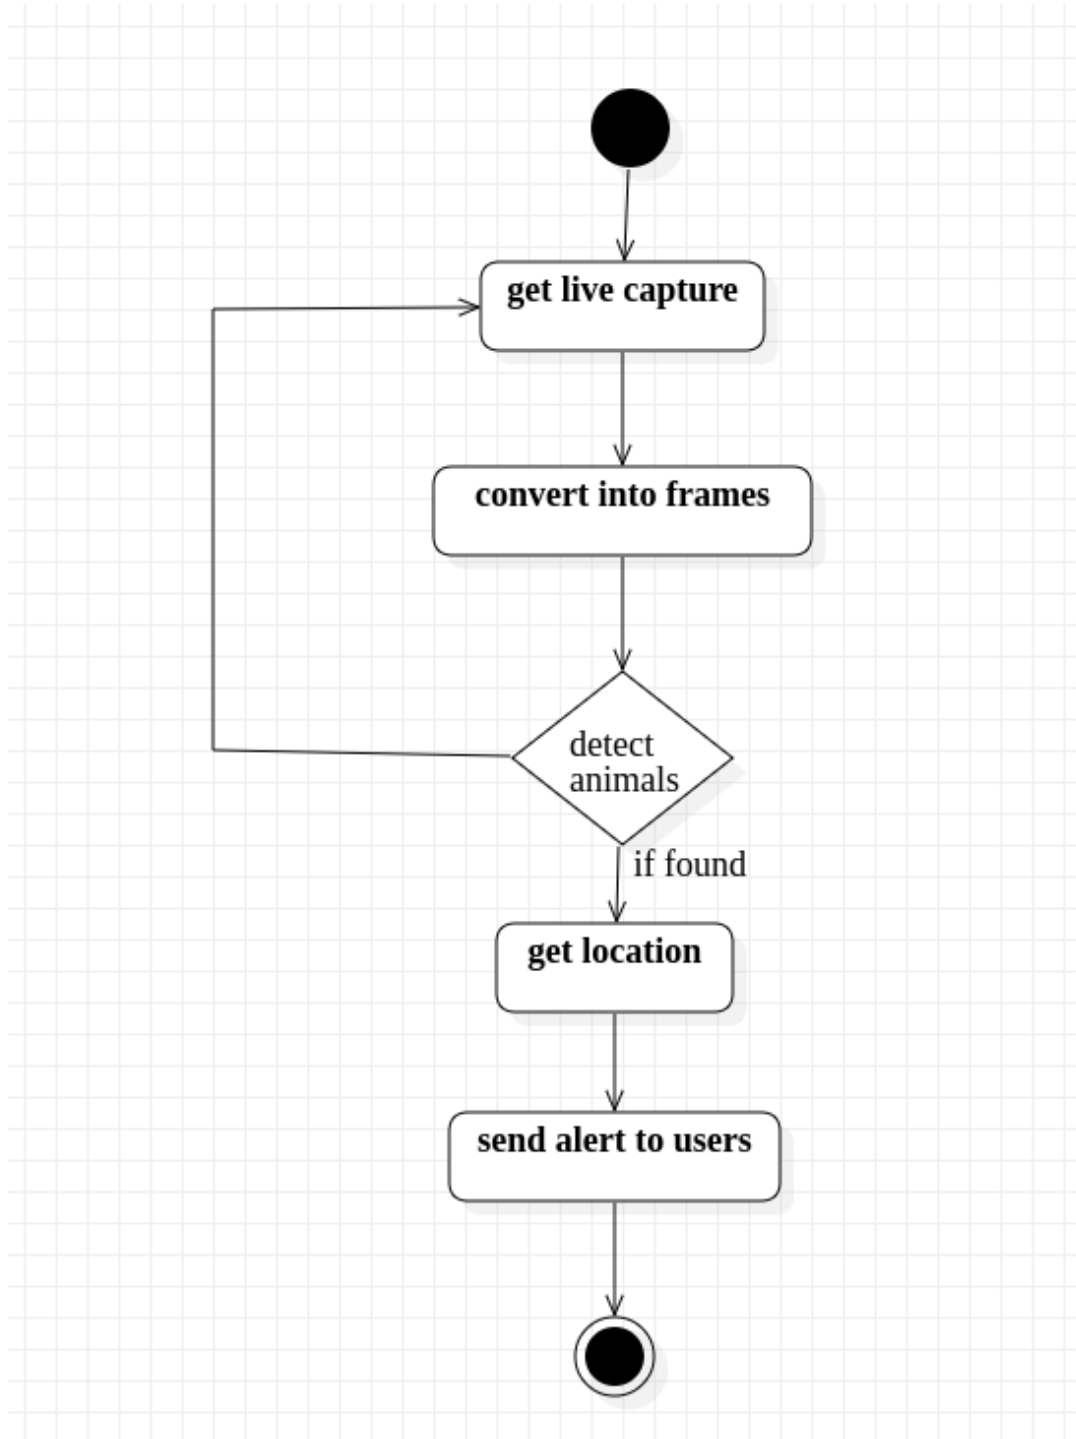 get live capture
convert into frames
detect
animals
if found
get location
send alert to users